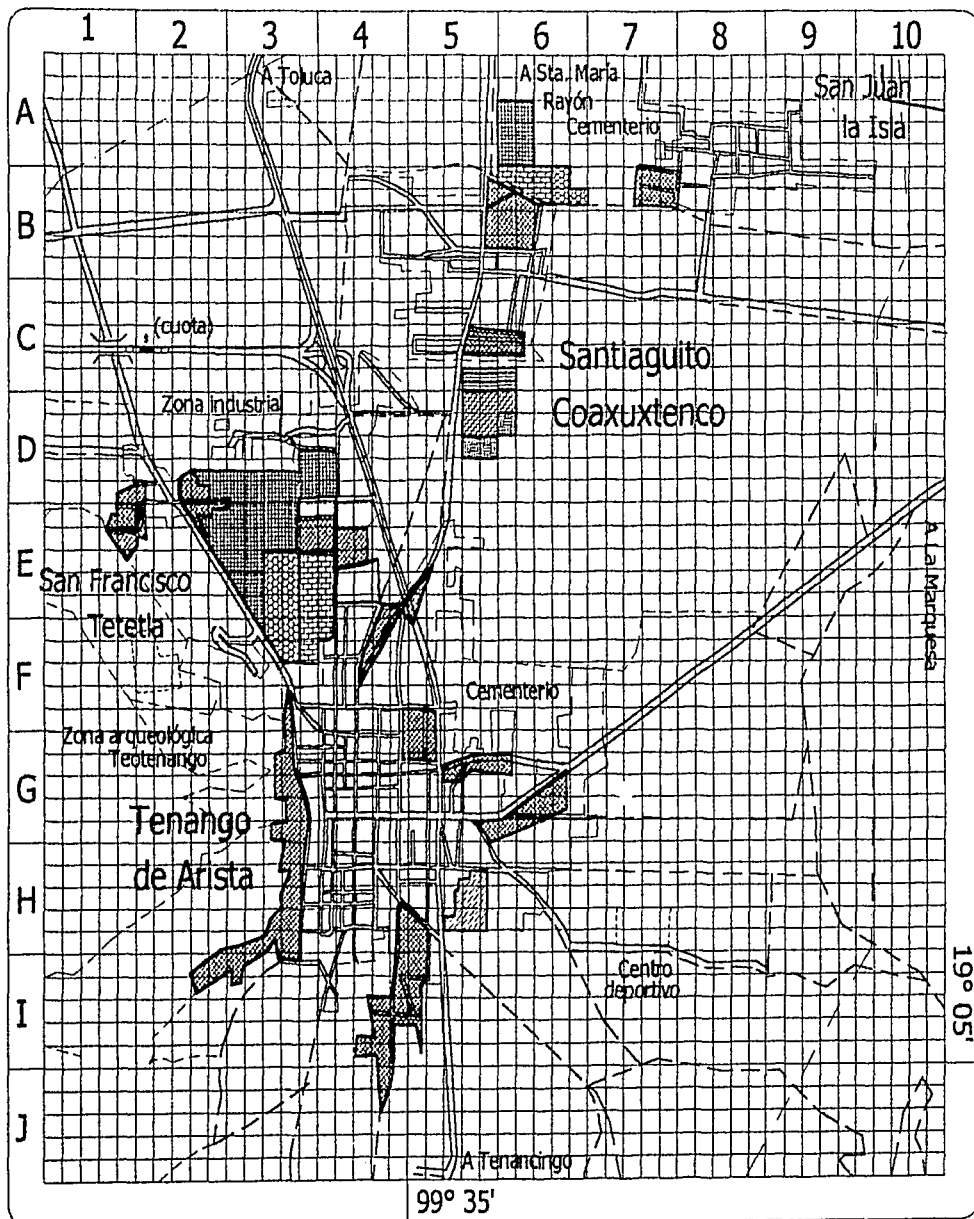 1 2 3 4 5 6 7 8 9 10
A
B
C
D
E
F
G
H
I
J
A Toluca
A Sta. María
Rayón
Cementerio
San Juan
la Isla
(cuota)
Santiaguito
Coaxuxtenco
Zona industrial
San Francisco
Tetetla
A La Marquesa
Cementerio
Zona arqueológica
Teotenango
Tenango
de Arista
Centro
deportivo
19° 05'
A Tenancingo
99° 35'